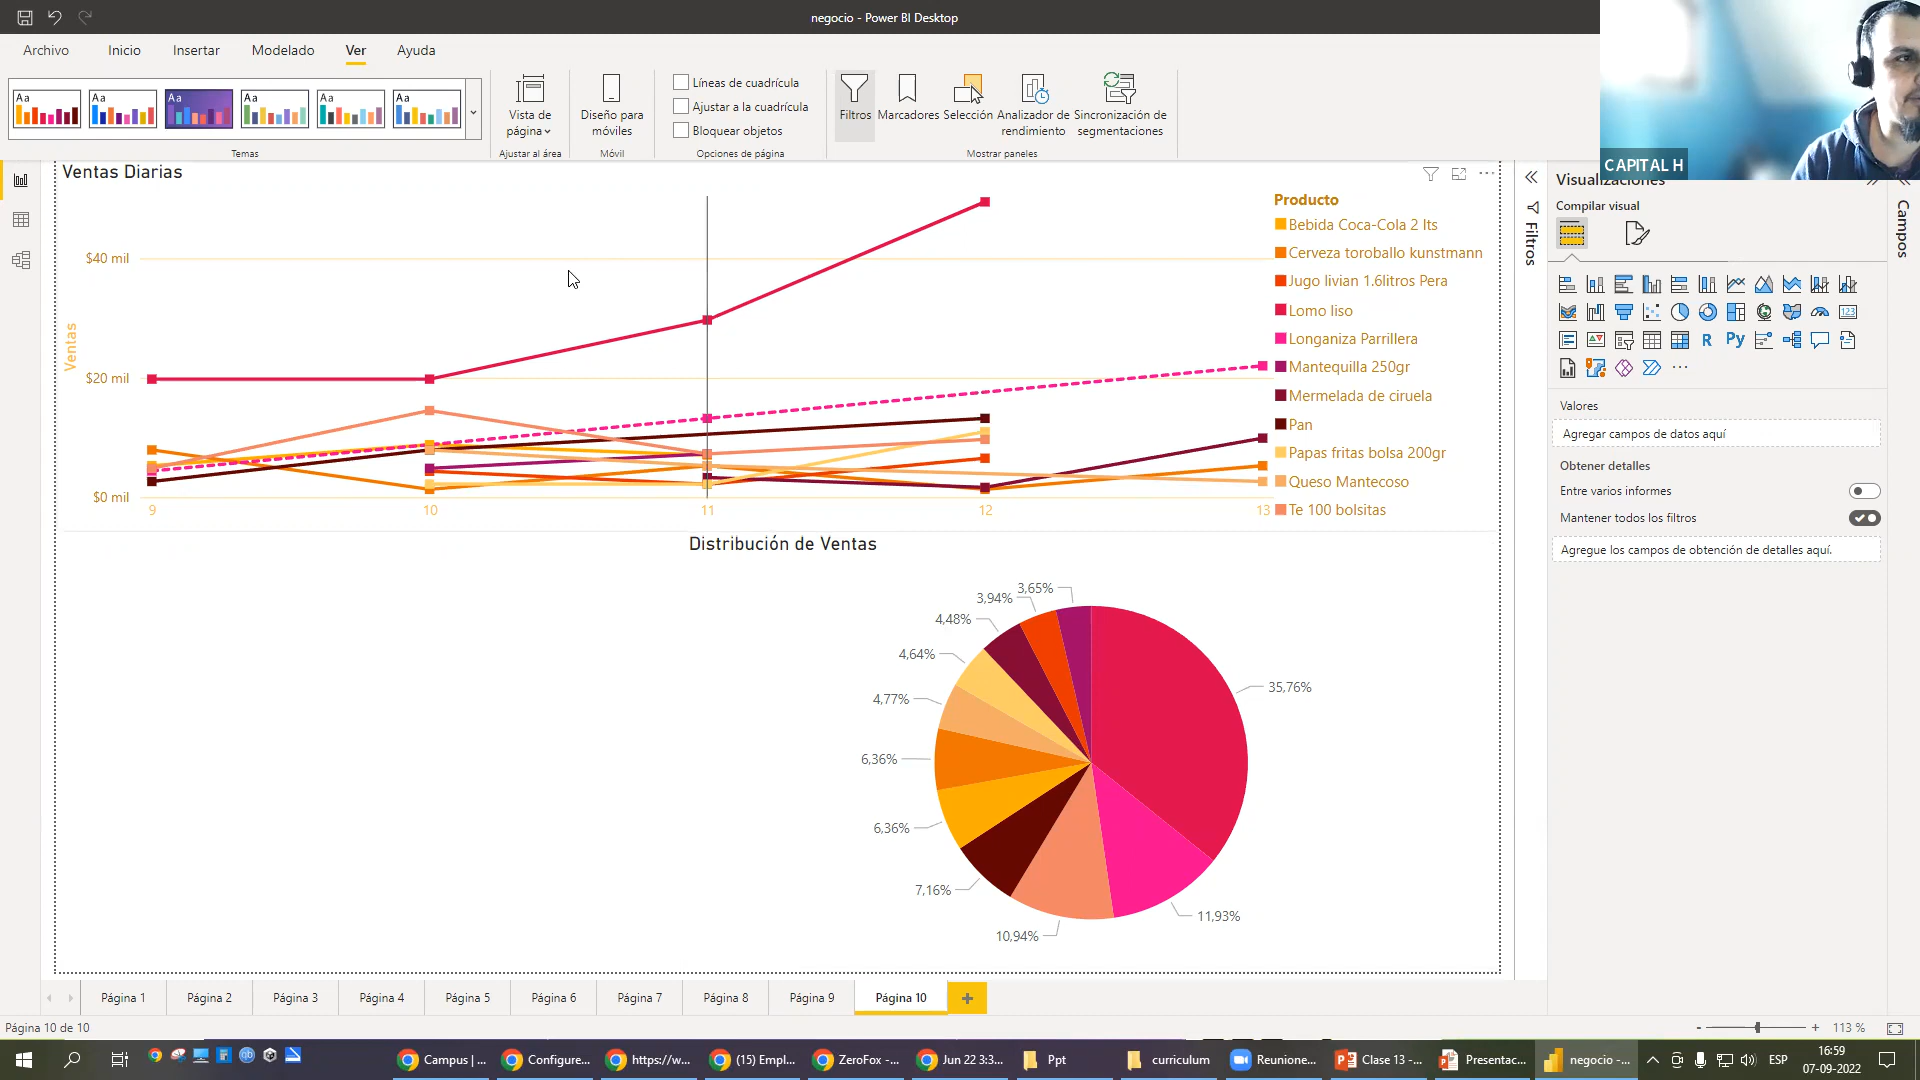 negocio - Power BI Desktop
Archivo
Inicio
Insertar
Modelado
Ver
Ayuda
Aa
Aa
Aa
Aa
Aa
Aa
Temas
Vista de
página
Ajustar al área
Diseño para
móviles
Móvil
Líneas de cuadrícula
Ajustar a la cuadrícula
Bloquear objetos
Opciones de página
Filtros
Marcadores
Selección
Analizador de
rendimiento
Sincronización de
segmentaciones
Mostrar paneles
CAPITAL H
Ventas Diarias
Ventas
$40 mil
$20 mil
$0 mil
9
10
11
12
13
Producto
Bebida Coca-Cola 2 lts
Cerveza toroballo kunstmann
Jugo livian 1.6litros Pera
Lomo liso
Longaniza Parrillera
Mantequilla 250gr
Mermelada de ciruela
Pan
Papas fritas bolsa 200gr
Queso Mantecoso
Te 100 bolsitas
Distribución de Ventas
3,65%
3,94%
4,48%
4,64%
4,77%
6,36%
6,36%
7,16%
10,94%
11,93%
35,76%
Filtros
Visualizaciones
Compilar visual
123
R
Py
Valores
Agregar campos de datos aquí
Obtener detalles
Entre varios informes
Mantener todos los filtros
Agregue los campos de obtención de detalles aquí.
Campos
Página 1
Página 2
Página 3
Página 4
Página 5
Página 6
Página 7
Página 8
Página 9
Página 10
+
Página 10 de 10
- + 113 %
Campus | ...
Configure...
https://w...
(15) Empl...
ZeroFox -...
Jun 22 3:3...
Ppt
curriculum
Reunione...
Clase 13 -...
Presentac...
negocio -...
ESP
16:59
07-09-2022